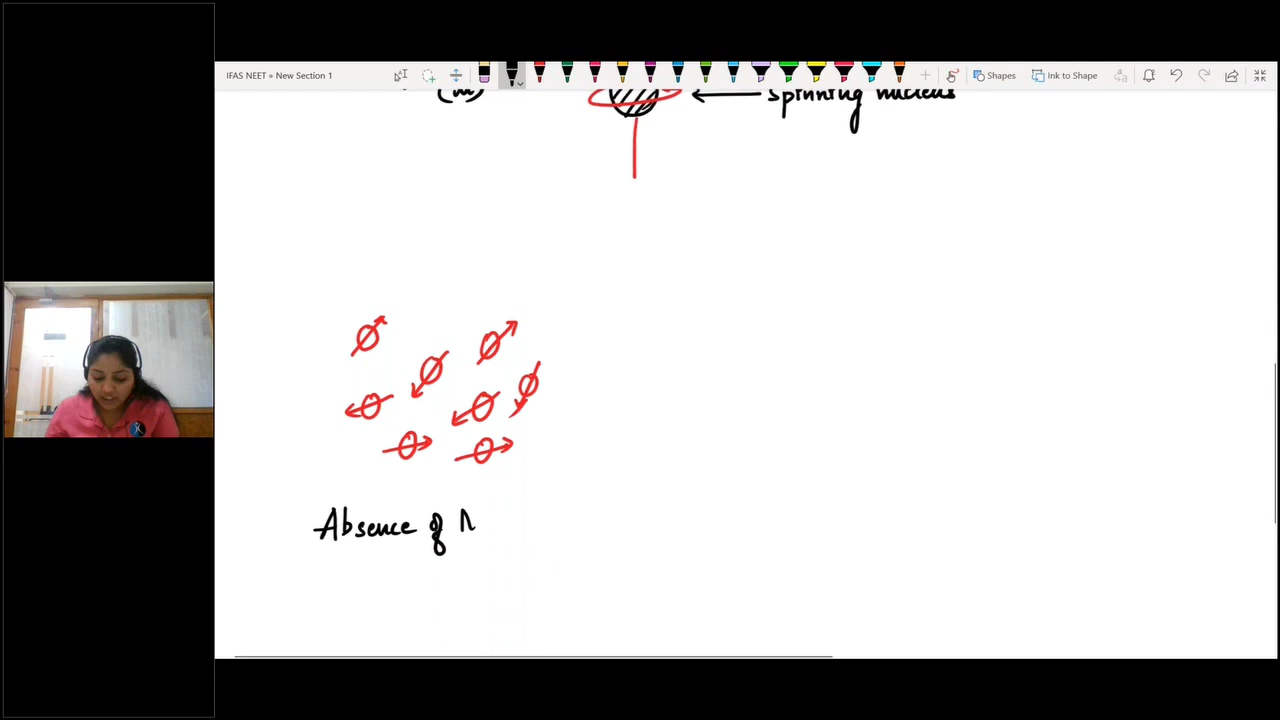 IFAS NEET » New Section 1
Shapes
Ink to Shape
(m)
spinning nucleus
Absence of